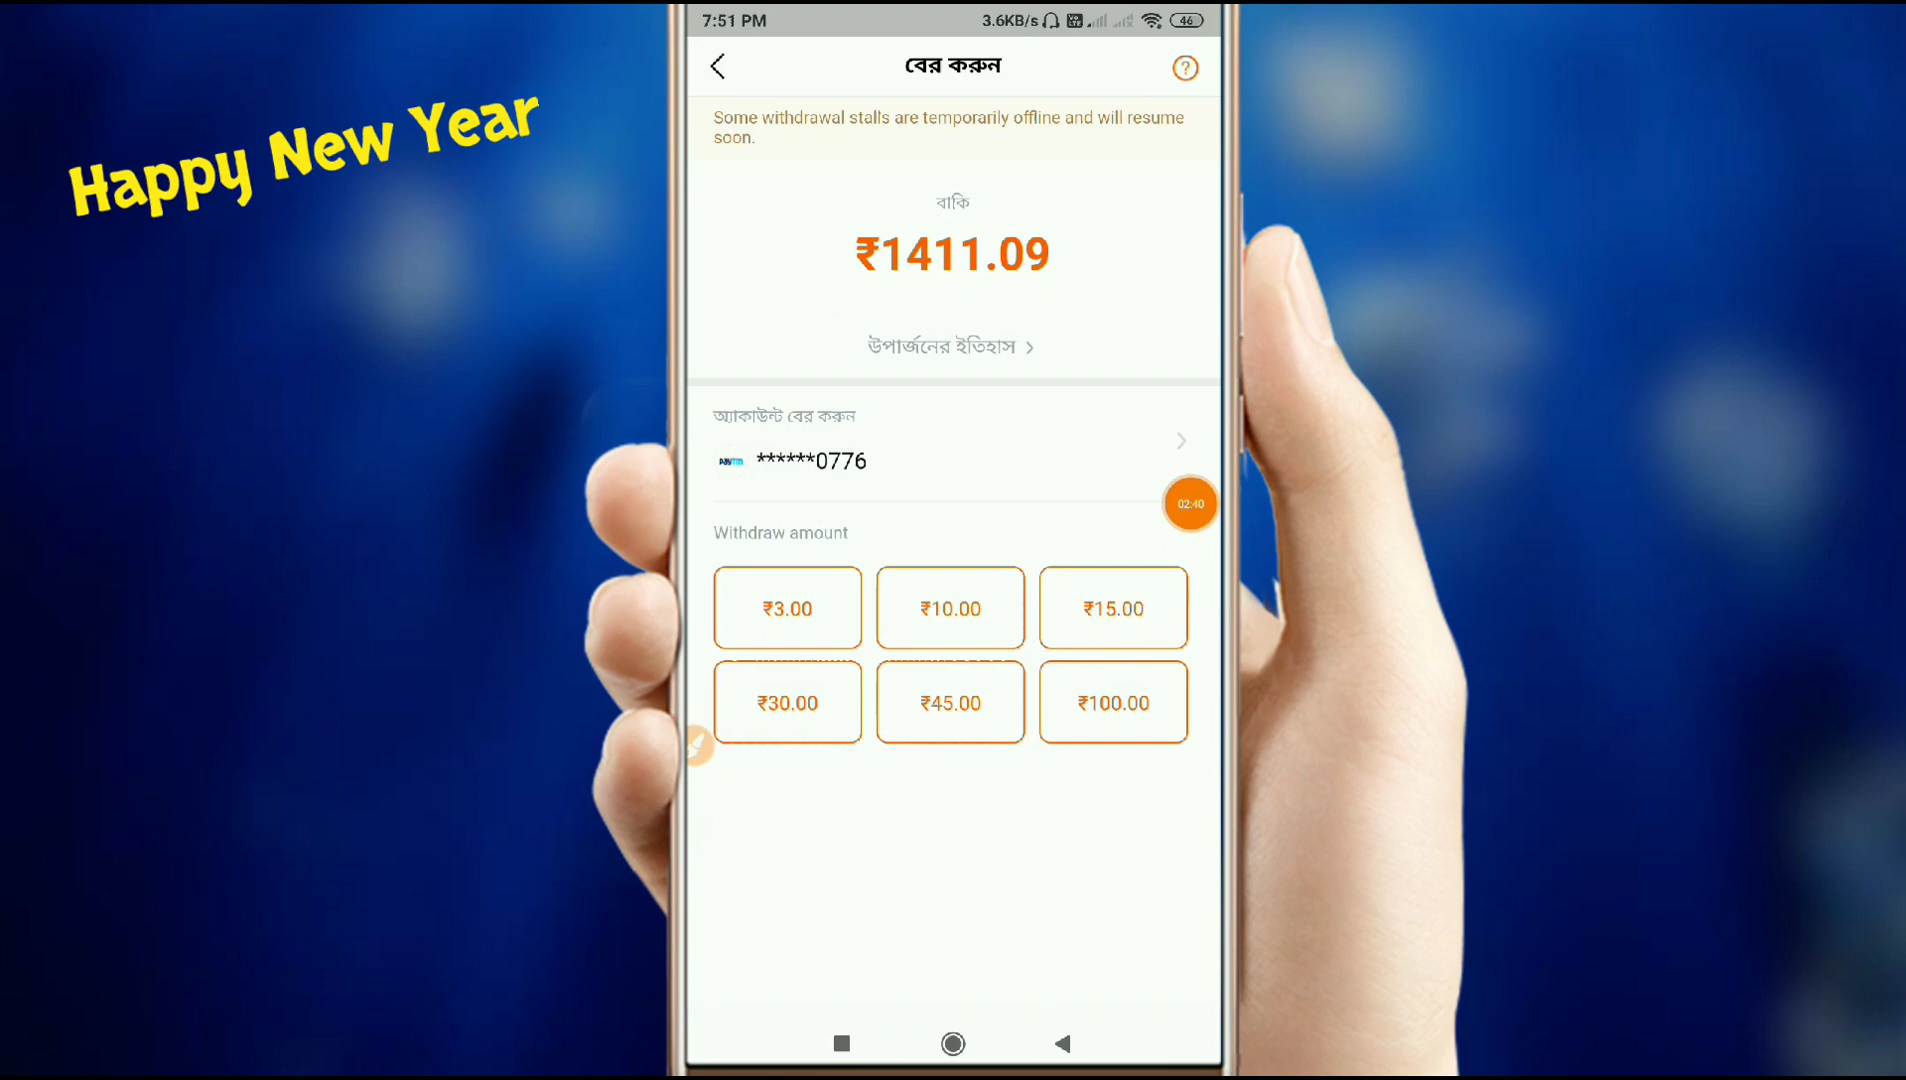 Happy New Year
7:51 PM
3.6KB/s
46
বের করুন
?
Some withdrawal stalls are temporarily offline and will resume
soon.
বাকি
₹1411.09
উপার্জনের ইতিহাস >
অ্যাকাউন্ট বের করুন
paytm ******0776
02:40
Withdraw amount
₹3.00
₹10.00
₹15.00
₹30.00
₹45.00
₹100.00